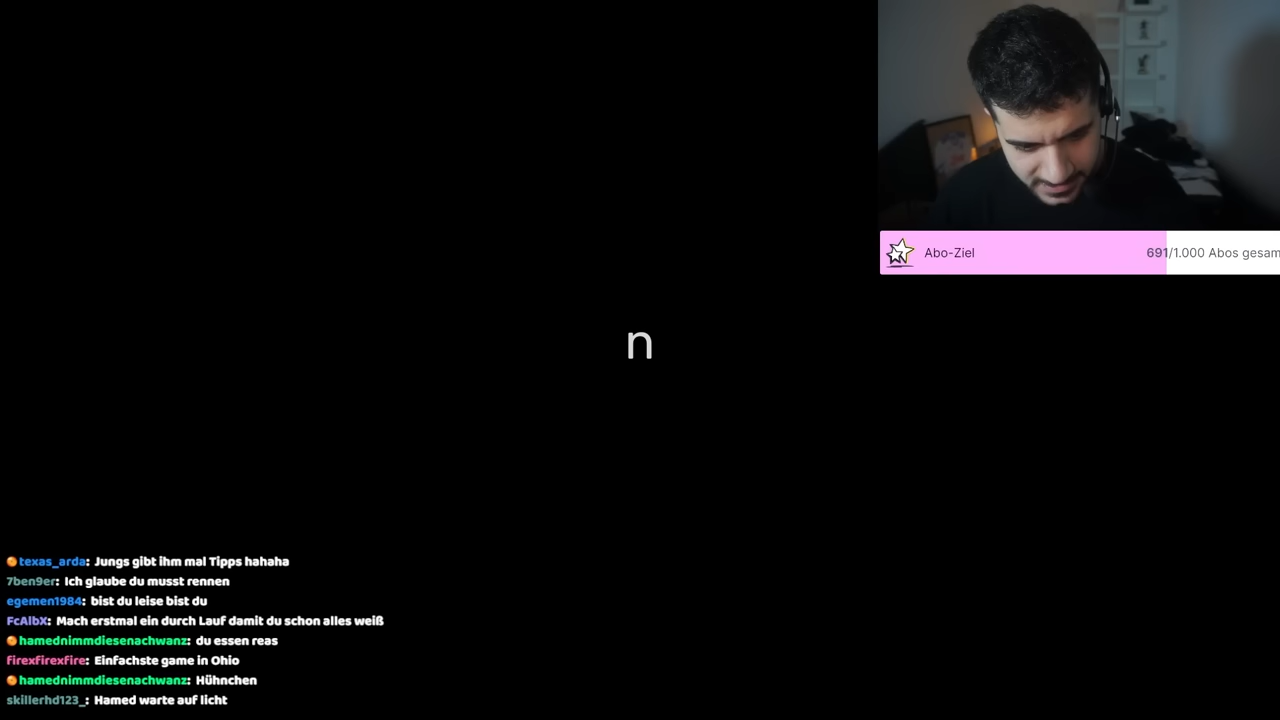 Abo-Ziel 691/1.000 Abos gesam
n
texas_arda: Jungs gibt ihm mal Tipps hahaha
7ben9er: Ich glaube du musst rennen
egemen1984: bist du leise bist du
FcAlbX: Mach erstmal ein durch Lauf damit du schon alles weiß
hamednimmdiesenachwanz: du essen reas
firexfirexfire: Einfachste game in Ohio
hamednimmdiesenachwanz: Hühnchen
skillerhd123_: Hamed warte auf licht